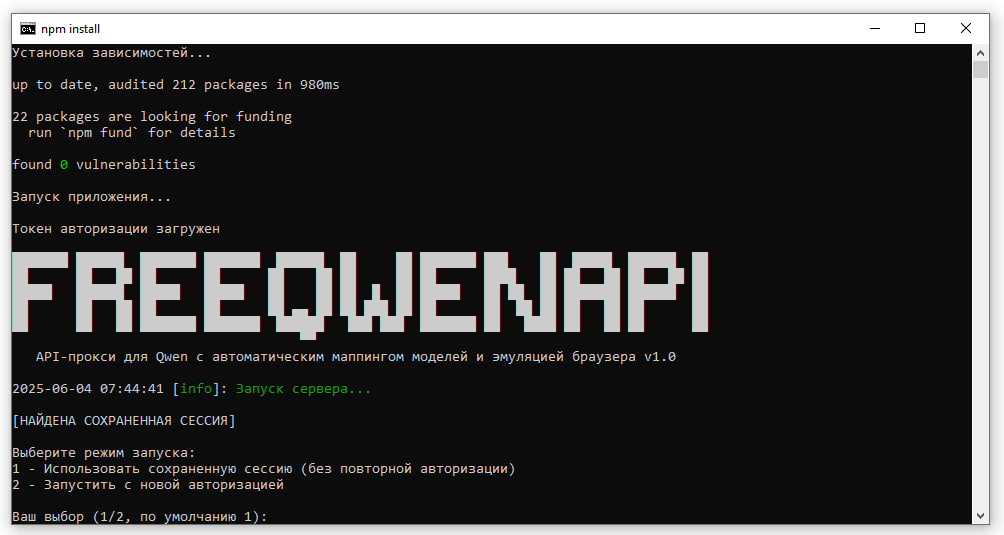 npm install
Установка зависимостей...
up to date, audited 212 packages in 980ms
22 packages are looking for funding
run `npm fund` for details
found 0 vulnerabilities
Запуск приложения...
Токен авторизации загружен
FREEQWENAPI
API-прокси для Qwen с автоматическим маппингом моделей и эмуляцией браузера v1.0
2025-06-04 07:44:41 [info]: Запуск сервера...
[НАЙДЕНА СОХРАНЕННАЯ СЕССИЯ]
Выберите режим запуска:
1 - Использовать сохраненную сессию (без повторной авторизации)
2 - Запустить с новой авторизацией
Ваш выбор (1/2, по умолчанию 1):